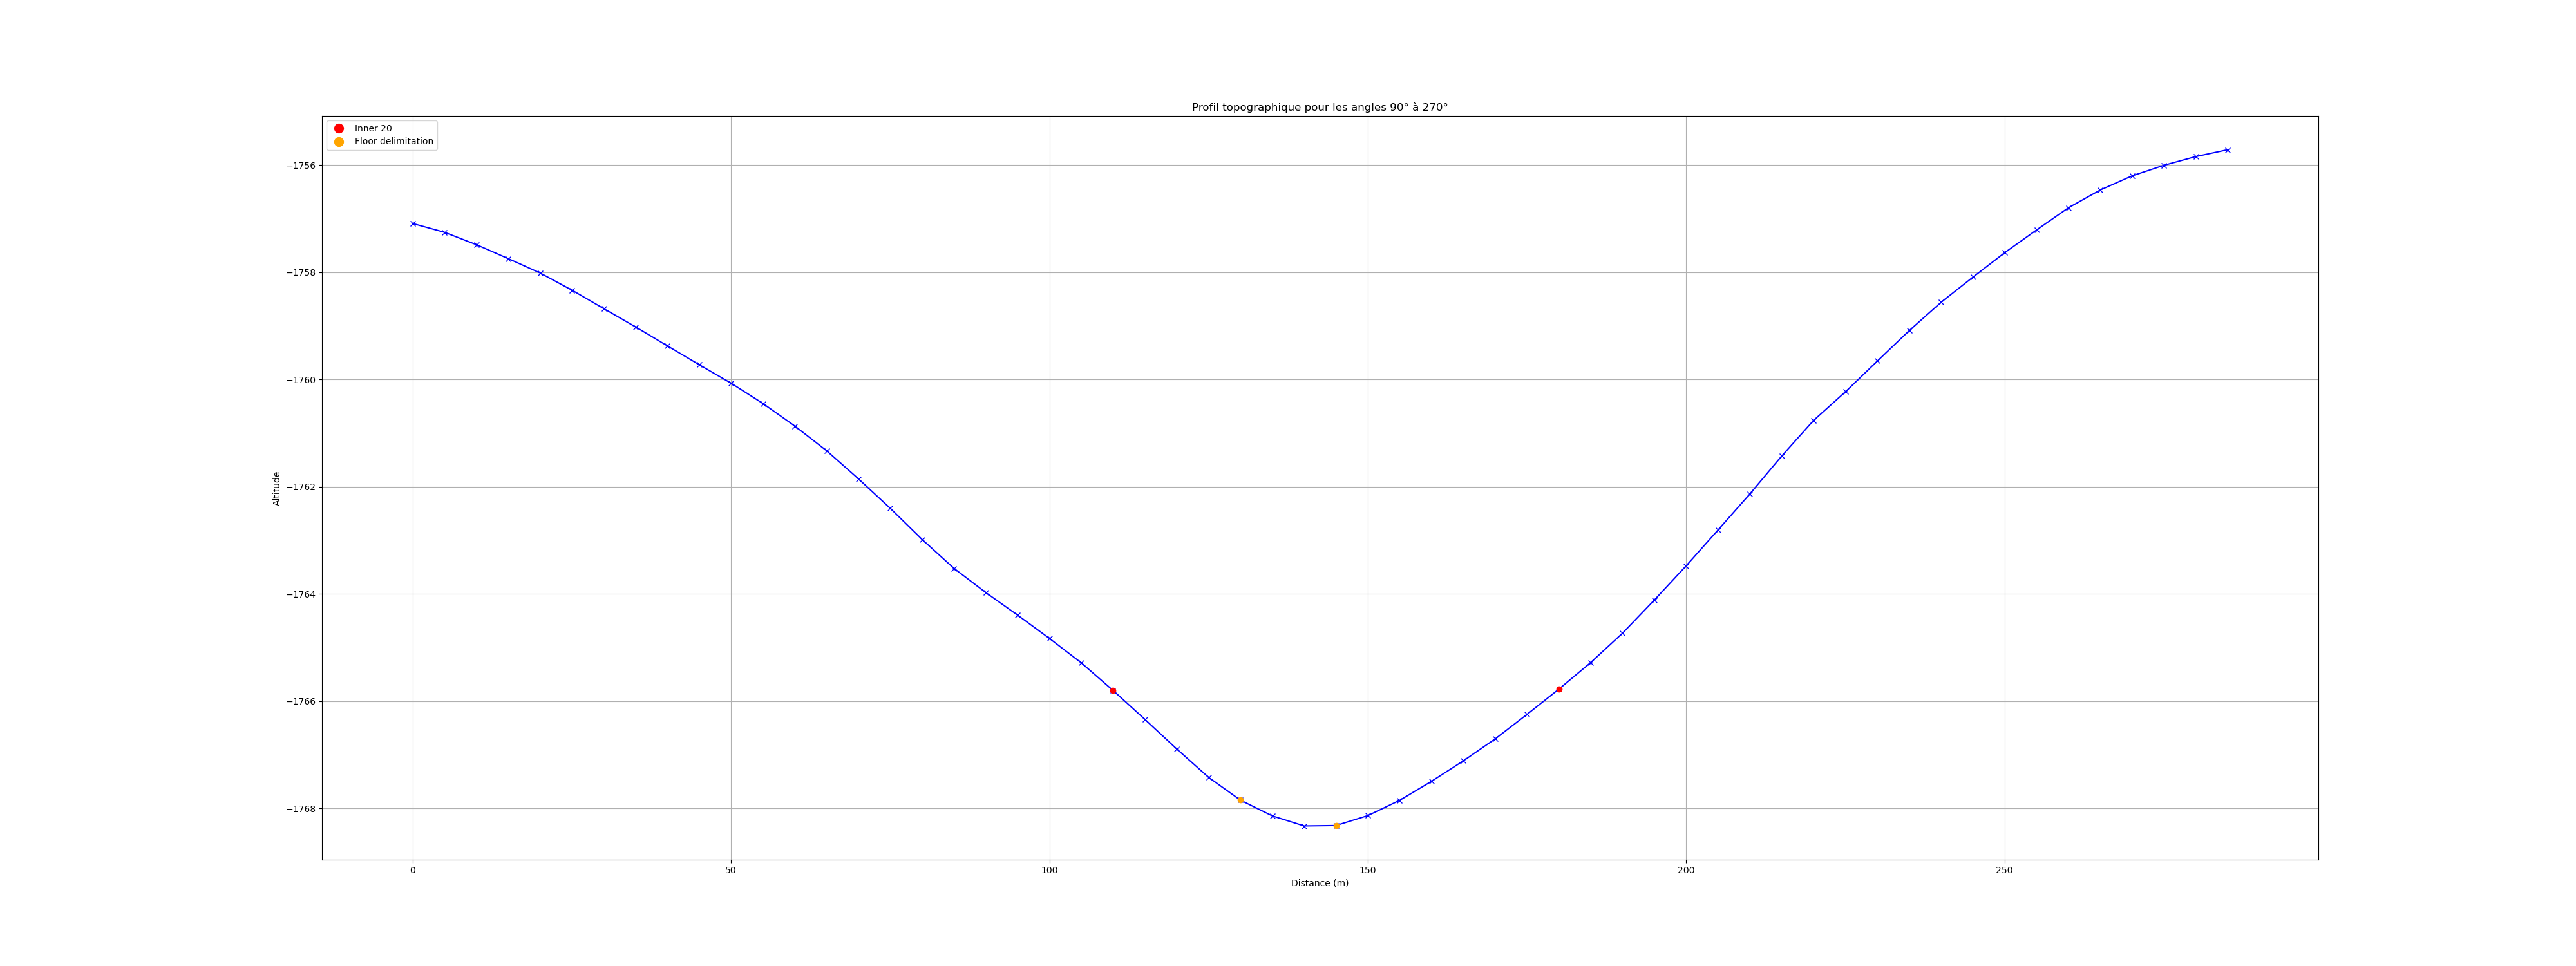 Profil topographique pour les angles 90° à 270°
Inner 20
Floor delimitation
−1756
−1758
−1760
−1762
−1764
−1766
−1768
Altitude
0 50 100 150 200 250
Distance (m)